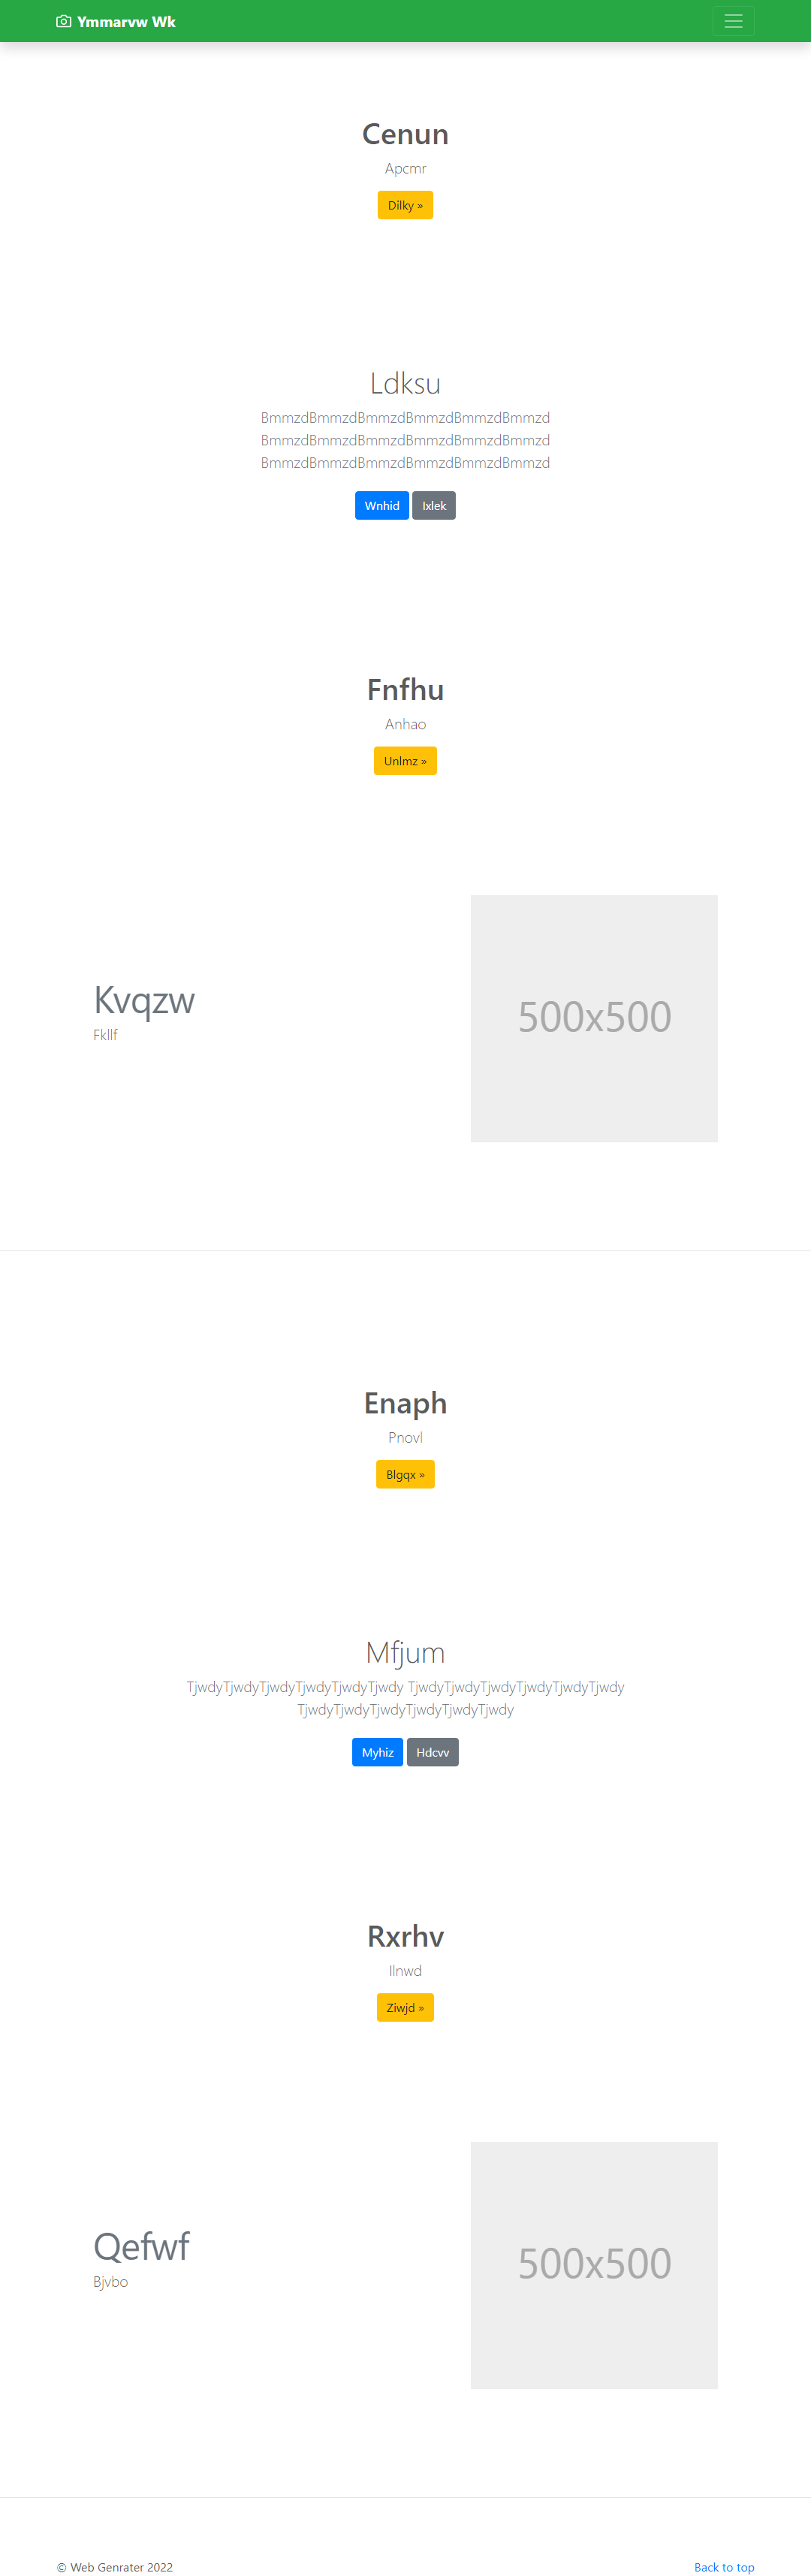 Ymmarvw Wk
Cenun
Apcmr
Dilky »
Ldksu
BmmzdBmmzdBmmzdBmmzdBmmzdBmmzd
BmmzdBmmzdBmmzdBmmzdBmmzdBmmzd
BmmzdBmmzdBmmzdBmmzdBmmzdBmmzd
Wnhid Ixlek
Fnfhu
Anhao
Unlmz »
Kvqzw
Fkllf
500x500
Enaph
Pnovl
Blgqx »
Mfjum
TjwdyTjwdyTjwdyTjwdyTjwdyTjwdy TjwdyTjwdyTjwdyTjwdyTjwdyTjwdy
TjwdyTjwdyTjwdyTjwdyTjwdyTjwdy
Myhiz Hdcvv
Rxrhv
Ilnwd
Ziwjd »
Qefwf
Bjvbo
500x500
© Web Genrater 2022 Back to top